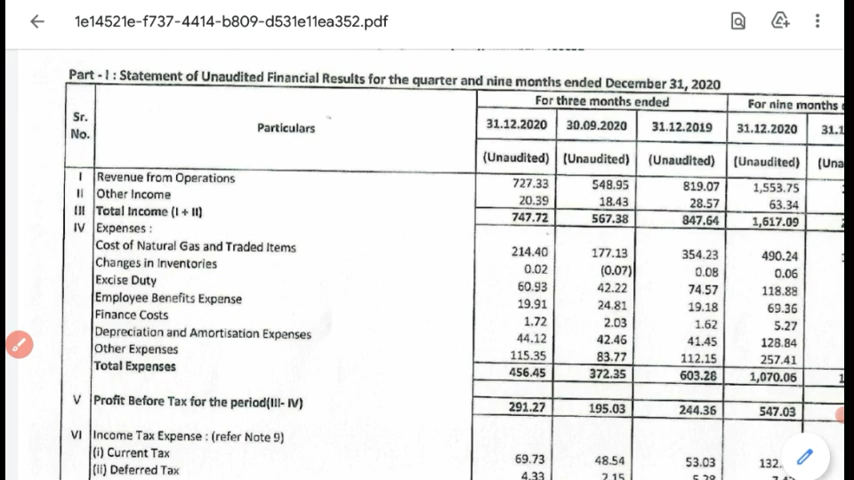 1e14521e-f737-4414-b809-d531e11ea352.pdf
Part - I : Statement of Unaudited Financial Results for the quarter and nine months ended December 31, 2020
Sr. No. Particulars For three months ended For nine months
31.12.2020 30.09.2020 31.12.2019 31.12.2020 31.1
(Unaudited) (Unaudited) (Unaudited) (Unaudited) (Una
I Revenue from Operations 727.33 548.95 819.07 1,553.75
II Other Income 20.39 18.43 28.57 63.34
III Total Income (I + II) 747.72 567.38 847.64 1,617.09
IV Expenses :
Cost of Natural Gas and Traded Items 214.40 177.13 354.23 490.24
Changes in Inventories 0.02 (0.07) 0.08 0.06
Excise Duty 60.93 42.22 74.57 118.88
Employee Benefits Expense 19.91 24.81 19.18 69.36
Finance Costs 1.72 2.03 1.62 5.27
Depreciation and Amortisation Expenses 44.12 42.46 41.45 128.84
Other Expenses 115.35 83.77 112.15 257.41
Total Expenses 456.45 372.35 603.28 1,070.06 1
V Profit Before Tax for the period(III- IV) 291.27 195.03 244.36 547.03
VI Income Tax Expense : (refer Note 9)
(i) Current Tax 69.73 48.54 53.03 132.
(ii) Deferred Tax 4.33 2.15